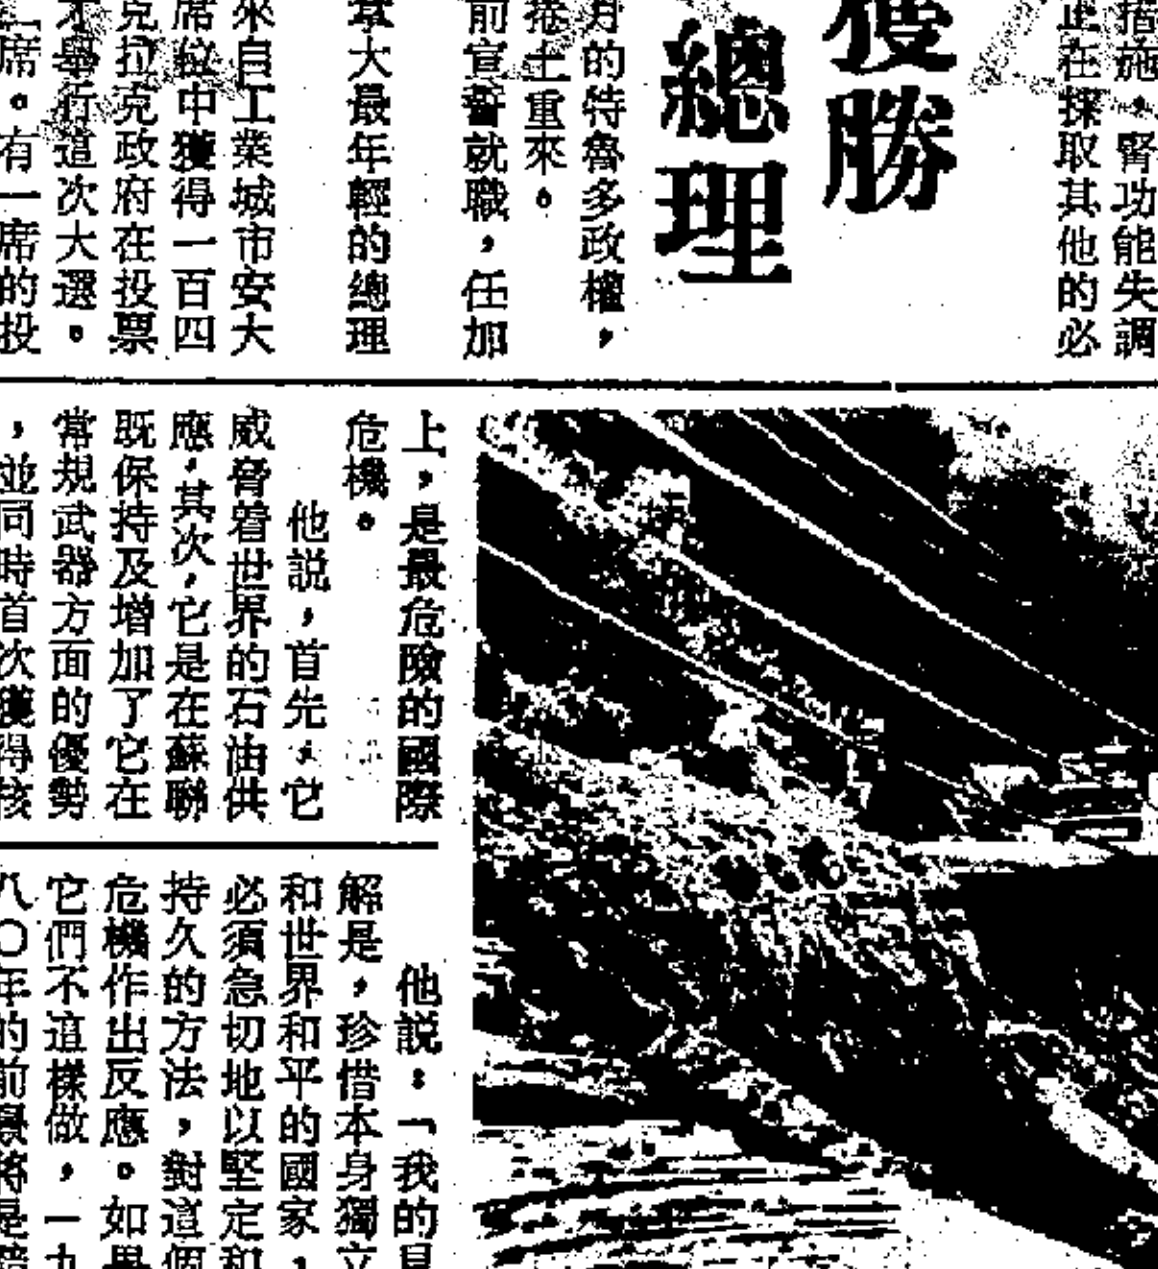 措施，腎功能失調
正在採取其他的必
獲勝
總理
月的特魯多政權，
捲土重來。
前宣誓就職，任加
拿大最年輕的總理
來自工業城市安大
席位中獲得一百四
克拉克政府在投票
才舉行這次大選。
席。有一席的投
上，是最危險的國際
危機。
他説，首先，它
威脅着世界的石油供
應，其次，它是在蘇聯
既保持及增加了它在
常規武器方面的優勢
，並同時首次獲得核
他説：「我的見
解是，珍惜本身獨立
和世界和平的國家，
必須急切地以堅定和
持久的方法，對這個
危機作出反應。如果
它們不這樣做，一九
八〇年的前景將是